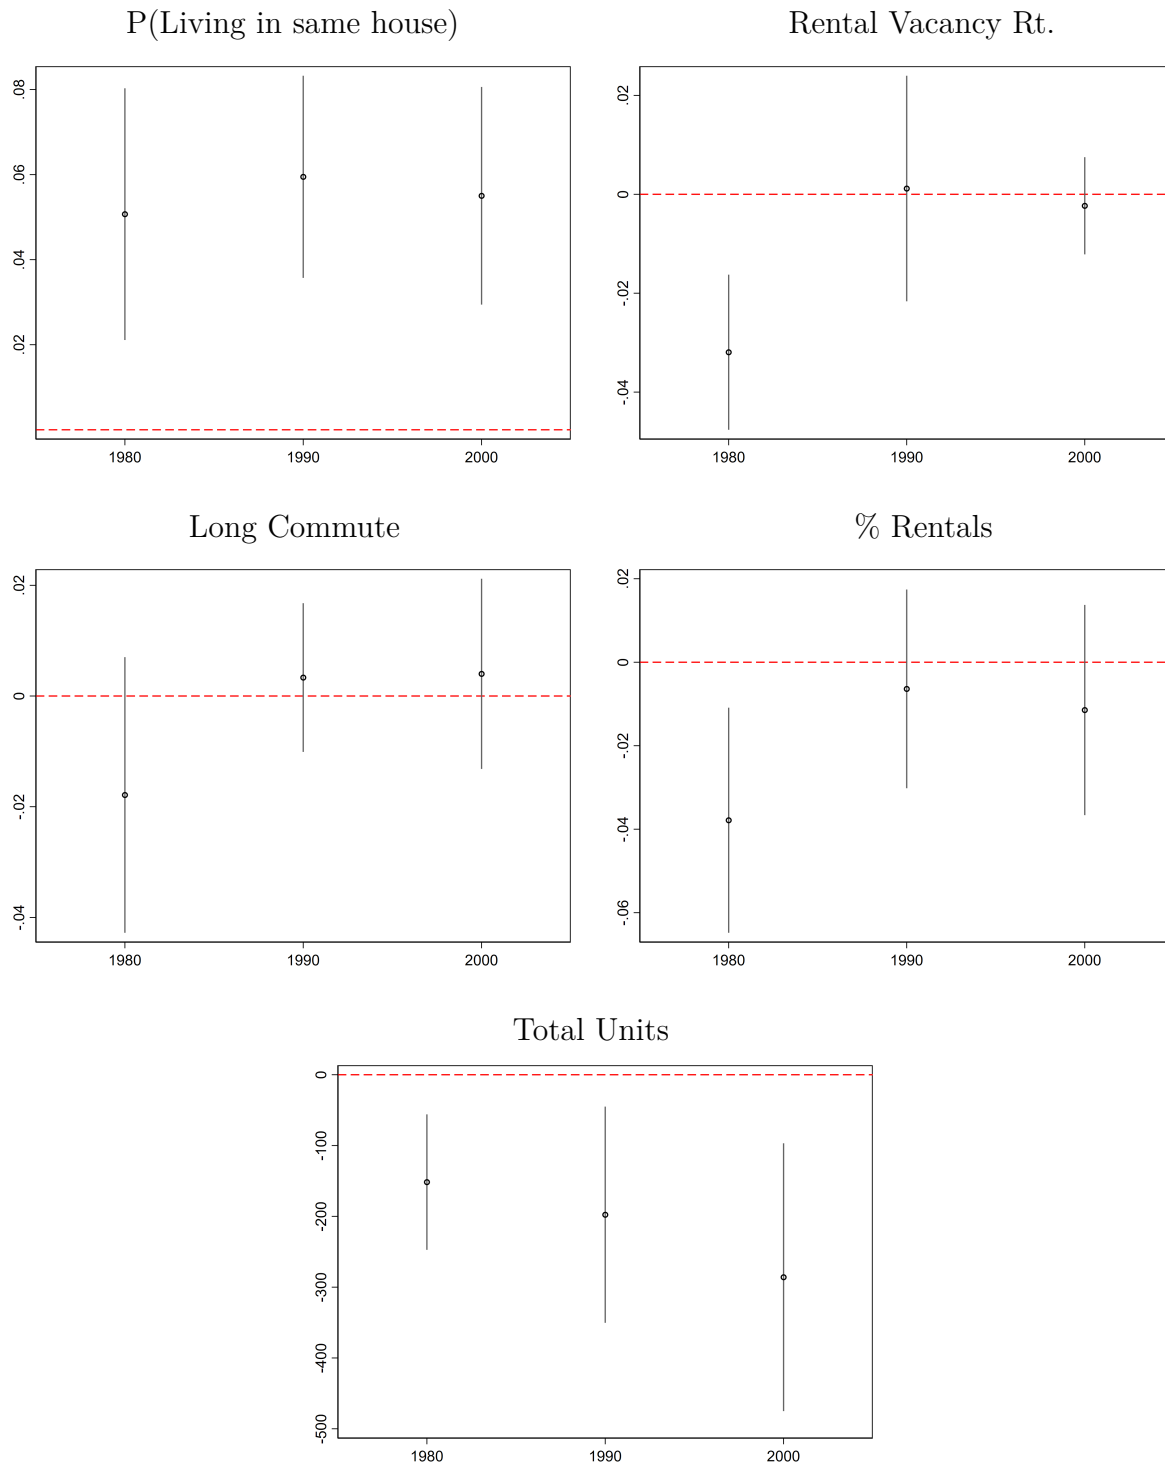 P(Living in same house)
Rental Vacancy Rt.
.08
.06
.04
.02
1980 1990 2000
.02
0
-.02
-.04
1980 1990 2000
Long Commute
% Rentals
.02
0
-.02
-.04
1980 1990 2000
.02
0
-.02
-.04
-.06
1980 1990 2000
Total Units
0
-100
-200
-300
-400
-500
1980 1990 2000